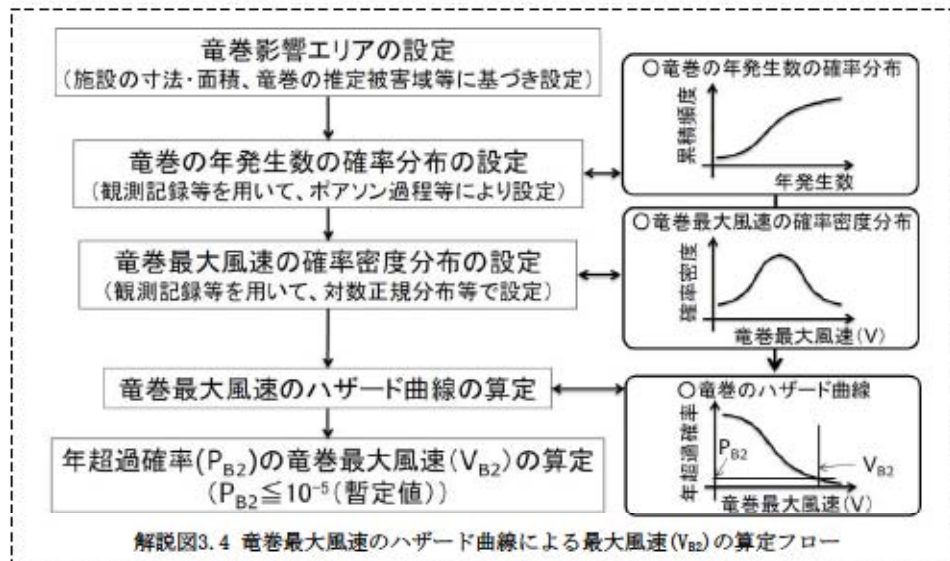 竜巻影響エリアの設定
(施設の寸法・面積、竜巻の推定被害域等に基づき設定)
竜巻の年発生数の確率分布の設定
(観測記録等を用いて、ポアソン過程等により設定)
竜巻最大風速の確率密度分布の設定
(観測記録等を用いて、対数正規分布等で設定)
竜巻最大風速のハザード曲線の算定
年超過確率(PB2)の竜巻最大風速(VB2)の算定
(PB2≦10-5(暫定値))
○竜巻の年発生数の確率分布
累積頻度
年発生数
○竜巻最大風速の確率密度分布
確率密度
竜巻最大風速(V)
○竜巻のハザード曲線
年超過確率
PB2
VB2
竜巻最大風速(V)
解説図3.4 竜巻最大風速のハザード曲線による最大風速(VB2)の算定フロー